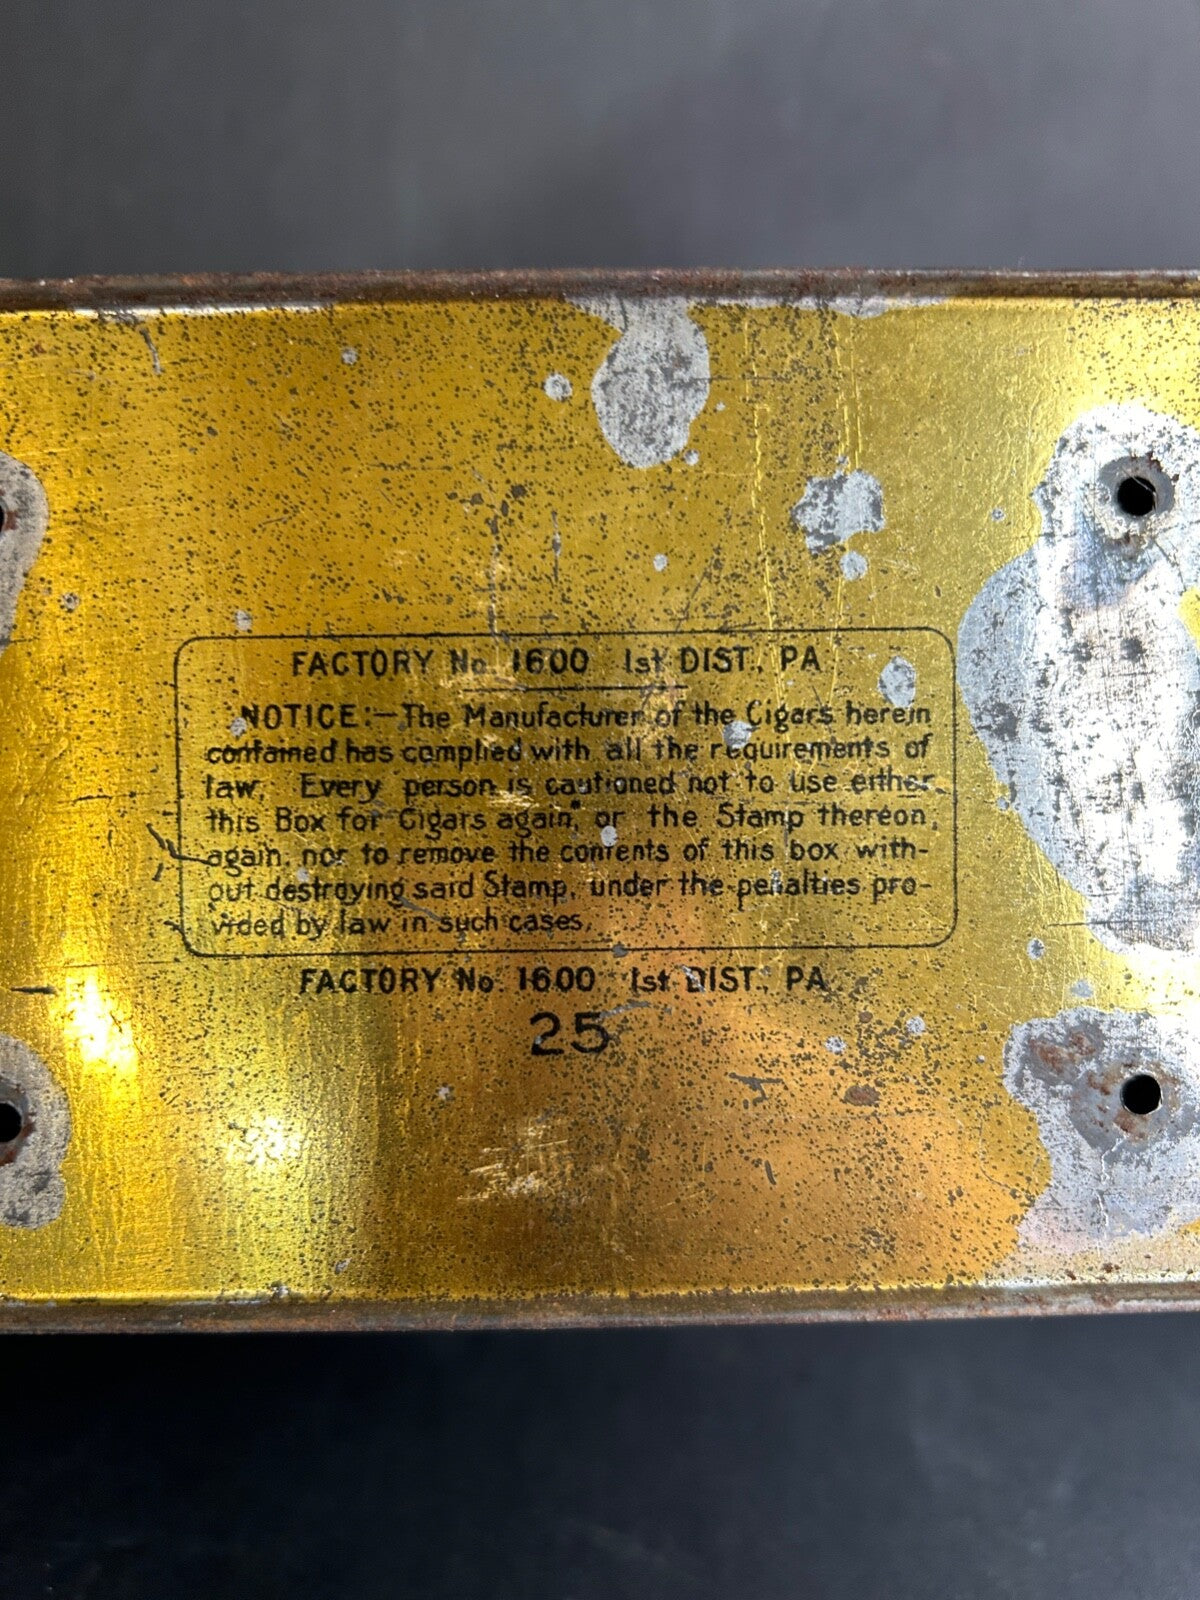 FACTORY No. 1600 1st DIST., PA.
NOTICE:—The Manufacturer of the Cigars herein
contained has complied with all the requirements of
law. Every person is cautioned not to use either
this Box for Cigars again, or the Stamp thereon
again, nor to remove the contents of this box with-
out destroying said Stamp, under the penalties pro-
vided by law in such cases.
FACTORY No. 1600 1st DIST., PA.
25